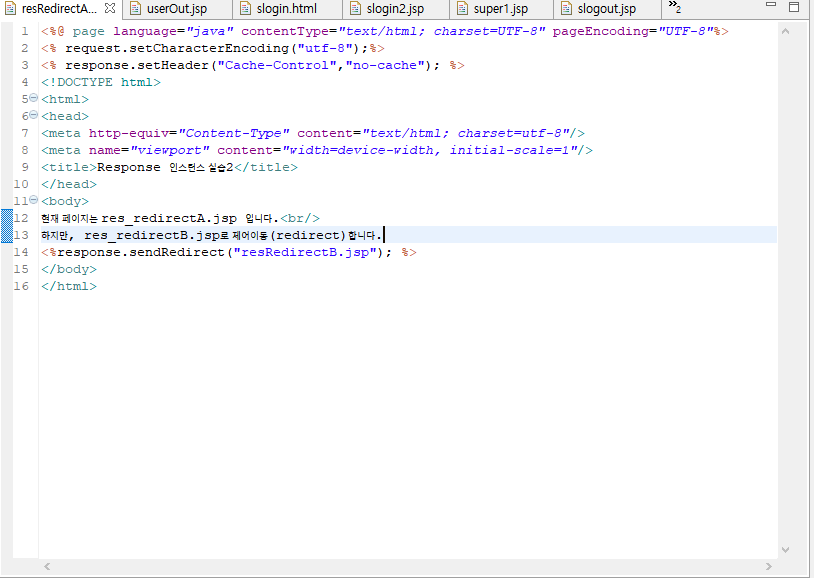 resRedirectA... userOut.jsp slogin.html slogin2.jsp super1.jsp slogout.jsp »2
1 <%@ page language="java" contentType="text/html; charset=UTF-8" pageEncoding="UTF-8"%>
2 <% request.setCharacterEncoding("utf-8");%>
3 <% response.setHeader("Cache-Control","no-cache"); %>
4 <!DOCTYPE html>
5 <html>
6 <head>
7 <meta http-equiv="Content-Type" content="text/html; charset=utf-8"/>
8 <meta name="viewport" content="width=device-width, initial-scale=1"/>
9 <title>Response 인스턴스 실습2</title>
10 </head>
11 <body>
12 현재 페이지는 res_redirectA.jsp 입니다.<br/>
13 하지만, res_redirectB.jsp로 제어이동(redirect)합니다.
14 <%response.sendRedirect("resRedirectB.jsp"); %>
15 </body>
16 </html>